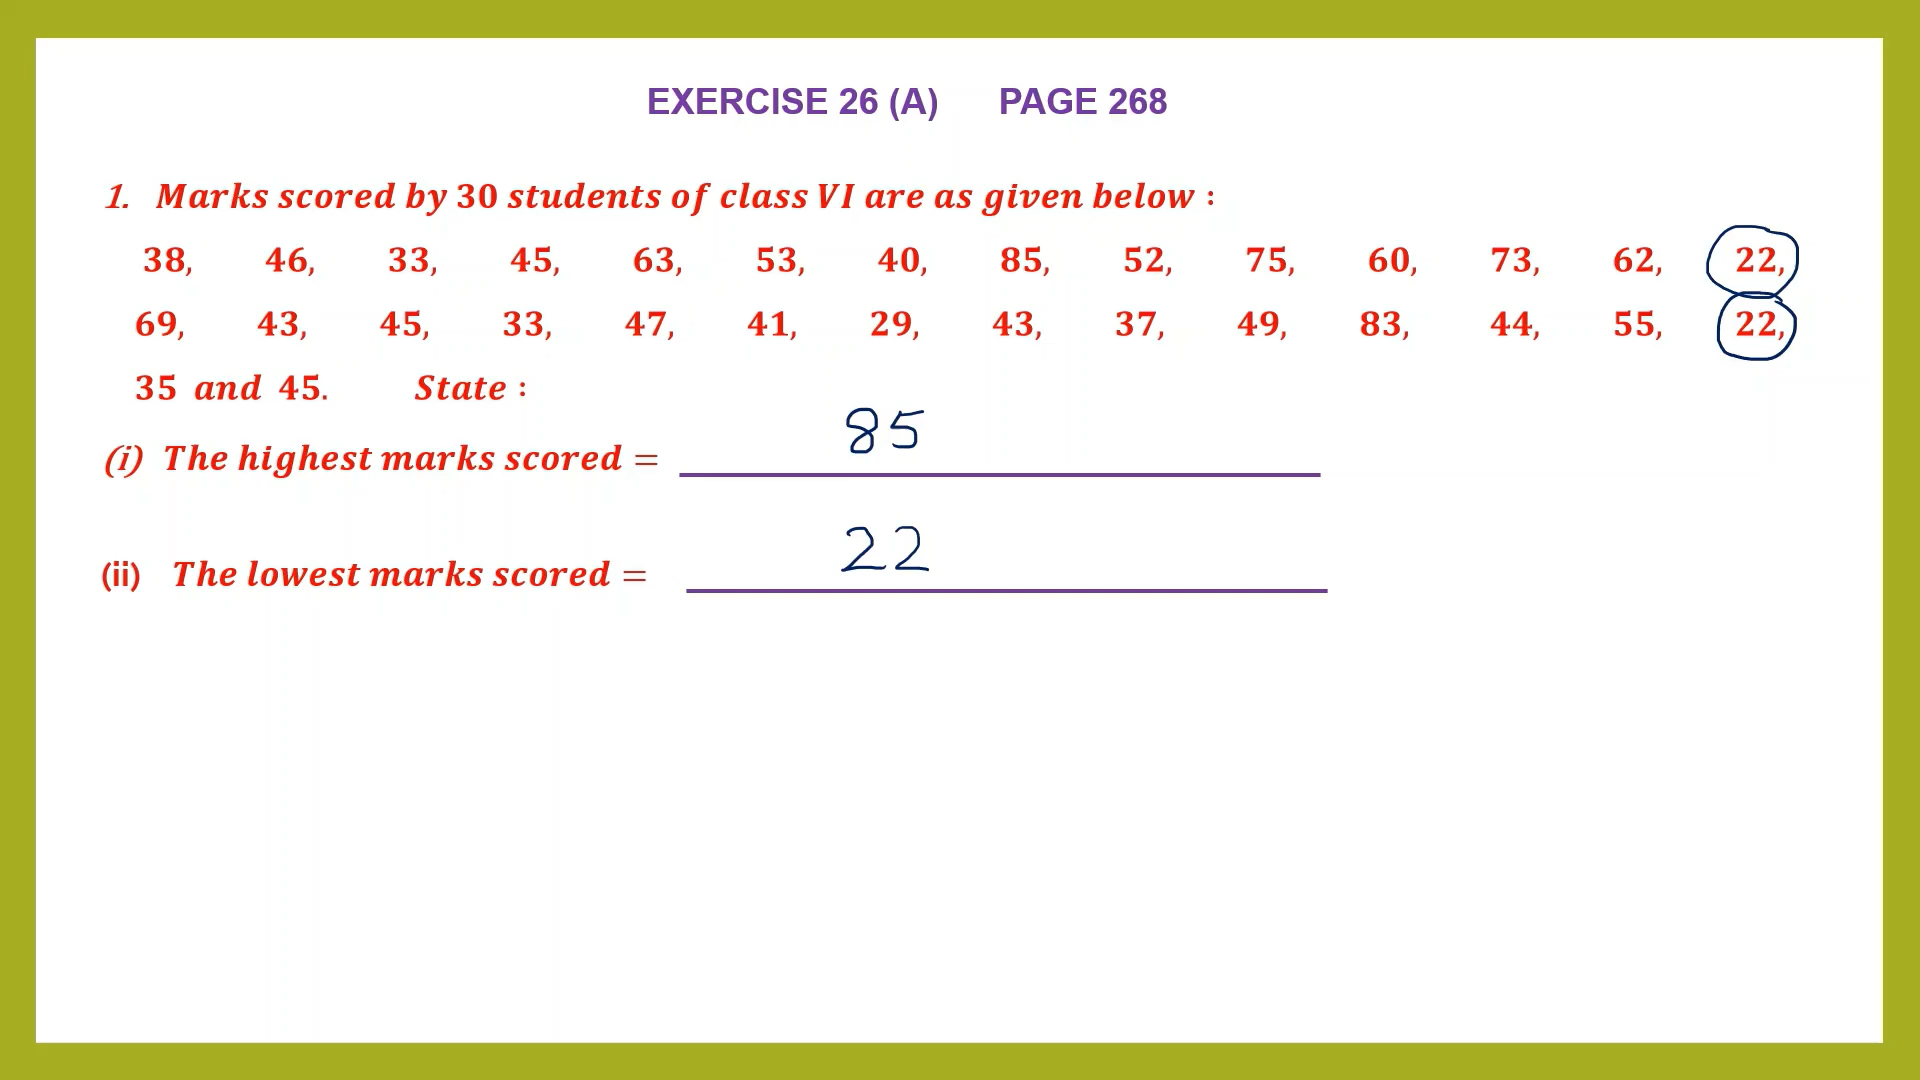 EXERCISE 26 (A) PAGE 268
1. Marks scored by 30 students of class VI are as given below :
38, 46, 33, 45, 63, 53, 40, 85, 52, 75, 60, 73, 62, 22,
69, 43, 45, 33, 47, 41, 29, 43, 37, 49, 83, 44, 55, 22,
35 and 45. State :
(i) The highest marks scored = 85
(ii) The lowest marks scored = 22